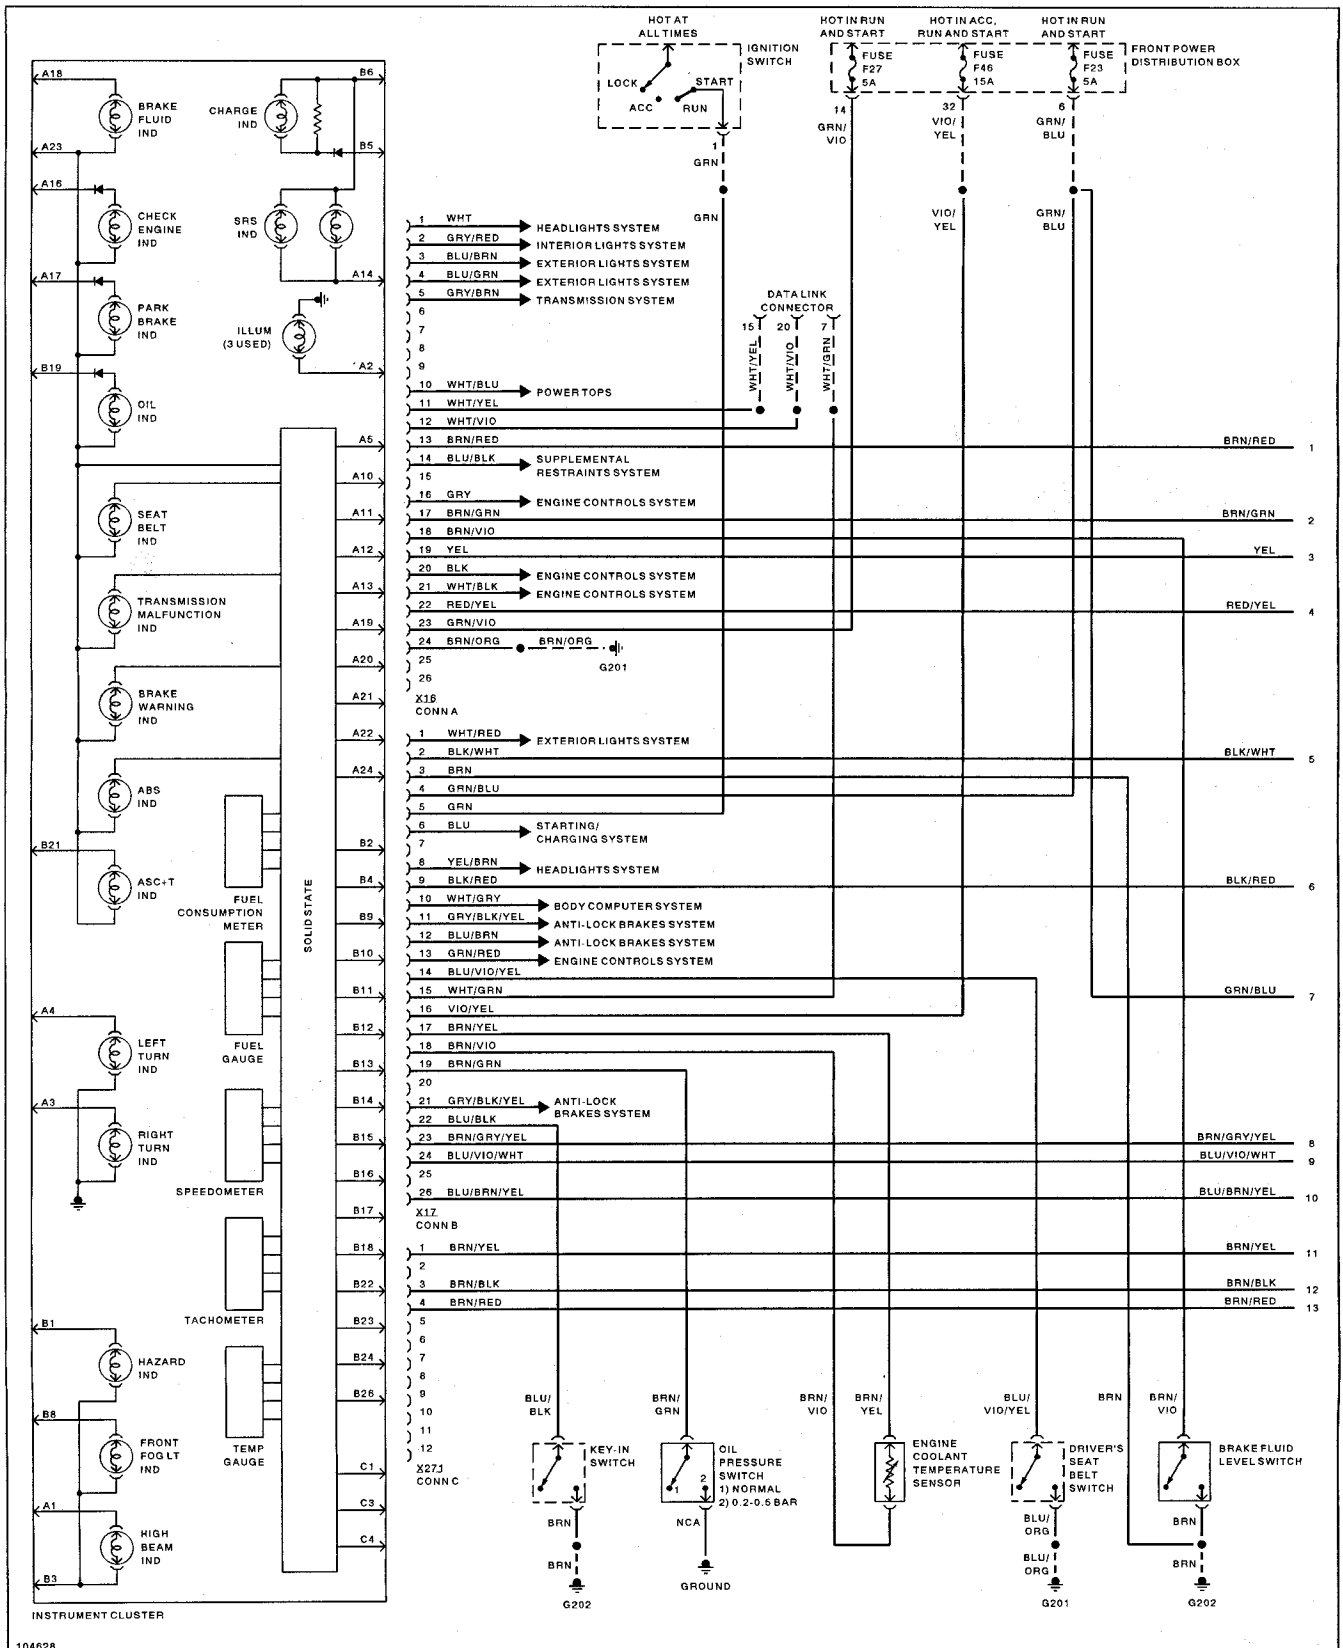 HOT AT
ALL TIMES
IGNITION
SWITCH
LOCK
START
ACC
RUN
1
GRN
GRN
HOT IN RUN
AND START
HOT IN ACC,
RUN AND START
HOT IN RUN
AND START
FUSE
F27
5A
FUSE
F46
15A
FUSE
F23
5A
FRONT POWER
DISTRIBUTION BOX
14
GRN/
VIO
32
VIO/
YEL
6
GRN/
BLU
VIO/
YEL
GRN/
BLU
A18
BRAKE
FLUID
IND
A23
A16
CHECK
ENGINE
IND
A17
PARK
BRAKE
IND
B19
OIL
IND
SEAT
BELT
IND
TRANSMISSION
MALFUNCTION
IND
BRAKE
WARNING
IND
ABS
IND
B21
ASC+T
IND
A4
LEFT
TURN
IND
A3
RIGHT
TURN
IND
B1
HAZARD
IND
B8
FRONT
FOG LT
IND
A1
HIGH
BEAM
IND
B3
INSTRUMENT CLUSTER
104628
CHARGE
IND
B6
B5
SRS
IND
A14
ILLUM
(3 USED)
A2
FUEL
CONSUMPTION
METER
FUEL
GAUGE
SPEEDOMETER
TACHOMETER
TEMP
GAUGE
SOLID STATE
A5
A10
A11
A12
A13
A19
A20
A21
A22
A24
B2
B4
B9
B10
B11
B12
B13
B14
B15
B16
B17
B18
B22
B23
B24
B26
C1
C3
C4
1 WHT HEADLIGHTS SYSTEM
2 GRY/RED INTERIOR LIGHTS SYSTEM
3 BLU/BRN EXTERIOR LIGHTS SYSTEM
4 BLU/GRN EXTERIOR LIGHTS SYSTEM
5 GRY/BRN TRANSMISSION SYSTEM
6
7
8
9
10 WHT/BLU POWER TOPS
11 WHT/YEL
12 WHT/VIO
13 BRN/RED BRN/RED 1
14 BLU/BLK SUPPLEMENTAL
RESTRAINTS SYSTEM
15
16 GRY ENGINE CONTROLS SYSTEM
17 BRN/GRN BRN/GRN 2
18 BRN/VIO
19 YEL YEL 3
20 BLK ENGINE CONTROLS SYSTEM
21 WHT/BLK ENGINE CONTROLS SYSTEM
22 RED/YEL RED/YEL 4
23 GRN/VIO
24 BRN/ORG BRN/ORG
G201
25
26
X16
CONN A
DATA LINK
CONNECTOR
15 20 7
WHT/YEL
WHT/VIO
WHT/GRN
1 WHT/RED EXTERIOR LIGHTS SYSTEM
2 BLK/WHT BLK/WHT 5
3 BRN
4 GRN/BLU
5 GRN
6 BLU STARTING/
CHARGING SYSTEM
7
8 YEL/BRN HEADLIGHTS SYSTEM
9 BLK/RED BLK/RED 6
10 WHT/GRY BODY COMPUTER SYSTEM
11 GRY/BLK/YEL ANTI-LOCK BRAKES SYSTEM
12 BLU/BRN ANTI-LOCK BRAKES SYSTEM
13 GRN/RED ENGINE CONTROLS SYSTEM
14 BLU/VIO/YEL
15 WHT/GRN GRN/BLU 7
16 VIO/YEL
17 BRN/YEL
18 BRN/VIO
19 BRN/GRN
20
21 GRY/BLK/YEL ANTI-LOCK
BRAKES SYSTEM
22 BLU/BLK
23 BRN/GRY/YEL BRN/GRY/YEL 8
24 BLU/VIO/WHT BLU/VIO/WHT 9
25
26 BLU/BRN/YEL BLU/BRN/YEL 10
X17
CONN B
1 BRN/YEL BRN/YEL 11
2
3 BRN/BLK BRN/BLK 12
4 BRN/RED BRN/RED 13
5
6
7
8
9
10
11
12
X271
CONN C
BLU/
BLK
KEY-IN
SWITCH
BRN
BRN
G202
BRN/
GRN
OIL
PRESSURE
SWITCH
1) NORMAL
2) 0.2-0.5 BAR
1
2
NCA
GROUND
BRN/
VIO
BRN/
YEL
ENGINE
COOLANT
TEMPERATURE
SENSOR
BLU/
VIO/YEL
DRIVER'S
SEAT
BELT
SWITCH
BLU/
ORG
BLU/
ORG
G201
BRN
BRN/
VIO
BRAKE FLUID
LEVEL SWITCH
BRN
BRN
G202